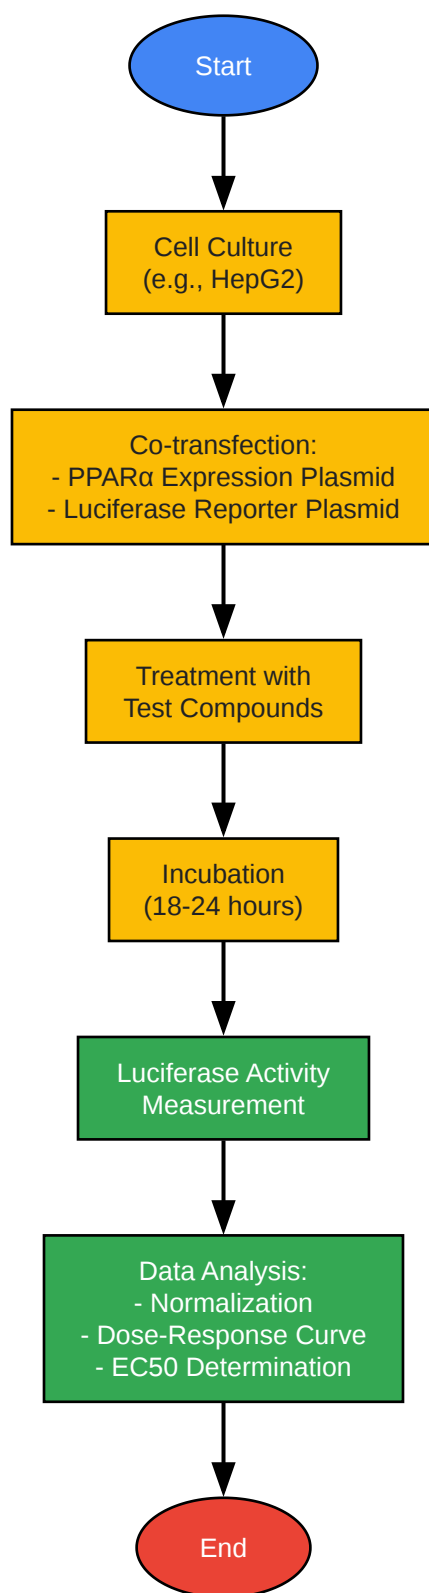 Start
Cell Culture
(e.g., HepG2)
Co-transfection:
- PPARα Expression Plasmid
- Luciferase Reporter Plasmid
Treatment with
Test Compounds
Incubation
(18-24 hours)
Luciferase Activity
Measurement
Data Analysis:
- Normalization
- Dose-Response Curve
- EC50 Determination
End